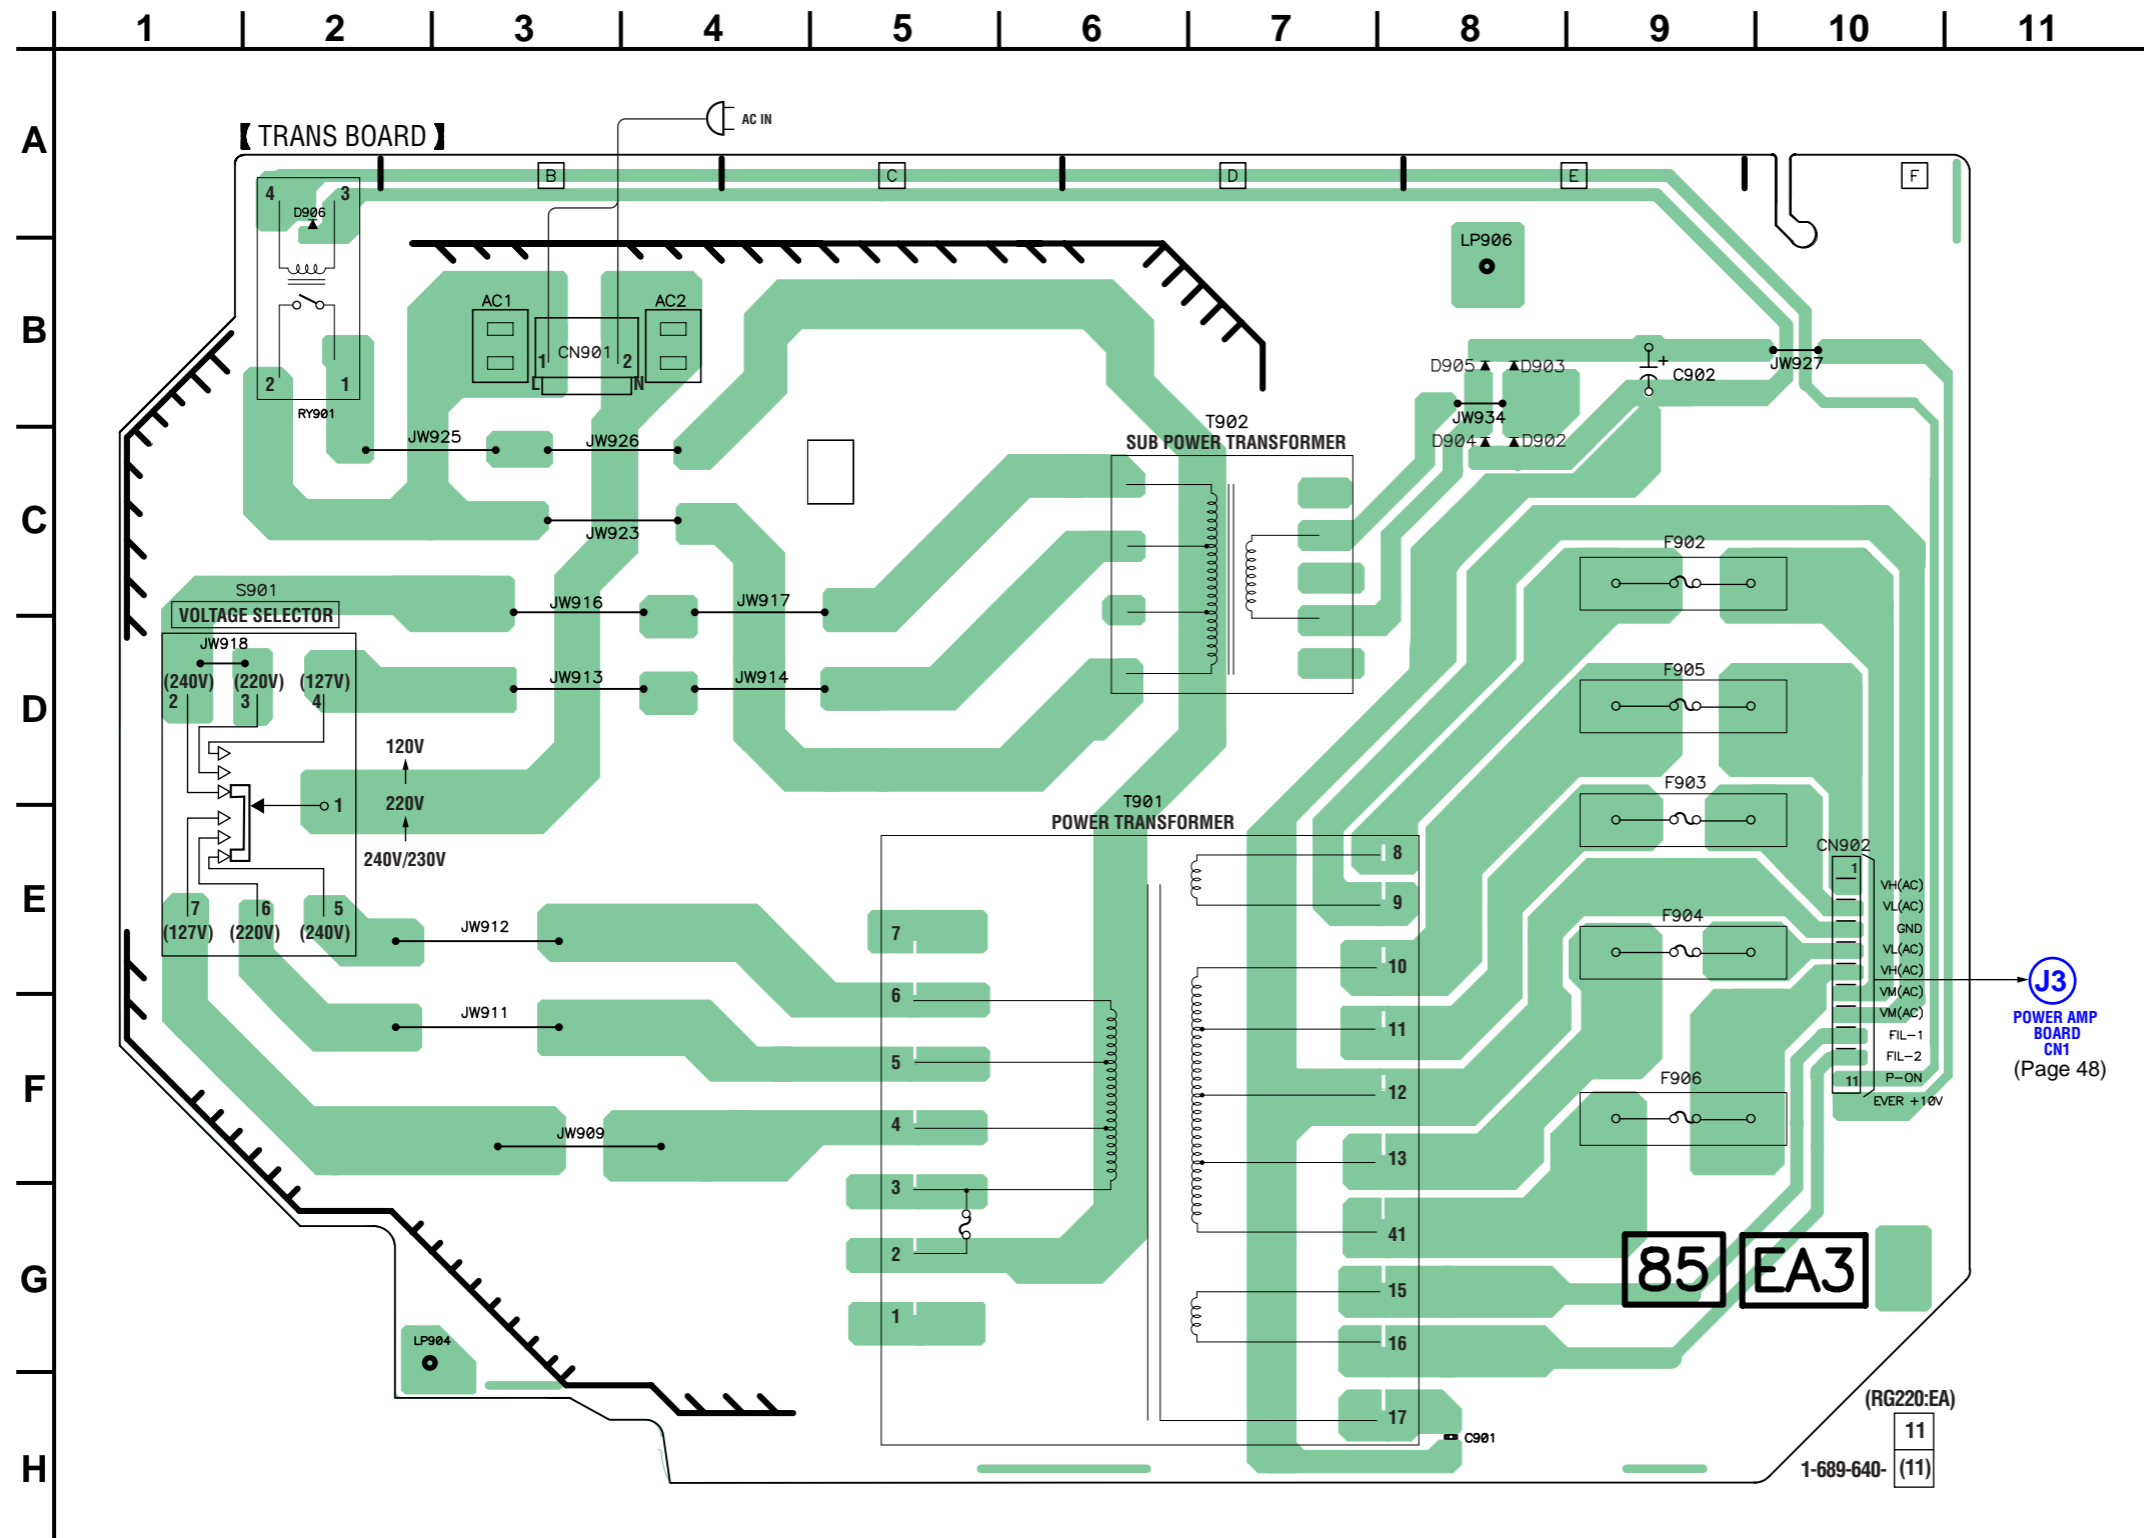 1 2 3 4 5 6 7 8 9 10 11
A
AC IN
【 TRANS BOARD 】
B C D E F
4 3
D906
LP906
B
AC1 AC2
1 CN901 2
L N
2 1
RY901
D905 D903
C902
+
JW927
JW934
D904 D902
JW925 JW926
T902
SUB POWER TRANSFORMER
C
JW923
F902
S901
VOLTAGE SELECTOR
JW916 JW917
JW918
(240V) (220V) (127V)
2 3 4
JW913 JW914
F905
D
120V
220V
240V/230V
1
F903
T901
POWER TRANSFORMER
CN902
1
VH(AC)
VL(AC)
GND
VL(AC)
VH(AC)
VM(AC)
VM(AC)
FIL-1
FIL-2
11 P-ON
EVER +10V
E
7 6 5
(127V) (220V) (240V)
JW912
JW911
F904
J3
POWER AMP
BOARD
CN1
(Page 48)
F
JW909
F906
7
6
5
4
3
2
1
8
9
10
11
12
13
41
15
16
17
G
85 EA3
LP904
C901
H
(RG220:EA)
11
1-689-640- (11)